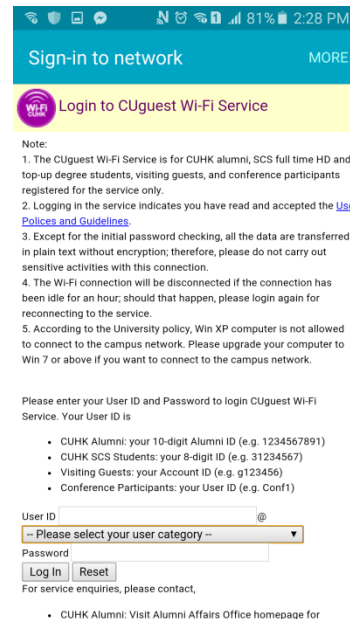 81% 2:28 PM
Sign-in to network MORE
WiFi
CUHK
Login to CUguest Wi-Fi Service
Note:
1. The CUguest Wi-Fi Service is for CUHK alumni, SCS full time HD and
top-up degree students, visiting guests, and conference participants
registered for the service only.
2. Logging in the service indicates you have read and accepted the Use
Polices and Guidelines.
3. Except for the initial password checking, all the data are transferred
in plain text without encryption; therefore, please do not carry out
sensitive activities with this connection.
4. The Wi-Fi connection will be disconnected if the connection has
been idle for an hour; should that happen, please login again for
reconnecting to the service.
5. According to the University policy, Win XP computer is not allowed
to connect to the campus network. Please upgrade your computer to
Win 7 or above if you want to connect to the campus network.
Please enter your User ID and Password to login CUguest Wi-Fi
Service. Your User ID is
• CUHK Alumni: your 10-digit Alumni ID (e.g. 1234567891)
• CUHK SCS Students: your 8-digit ID (e.g. 31234567)
• Visiting Guests: your Account ID (e.g. g123456)
• Conference Participants: your User ID (e.g. Conf1)
User ID @
-- Please select your user category --
Password
Log In Reset
For service enquiries, please contact,
• CUHK Alumni: Visit Alumni Affairs Office homepage for